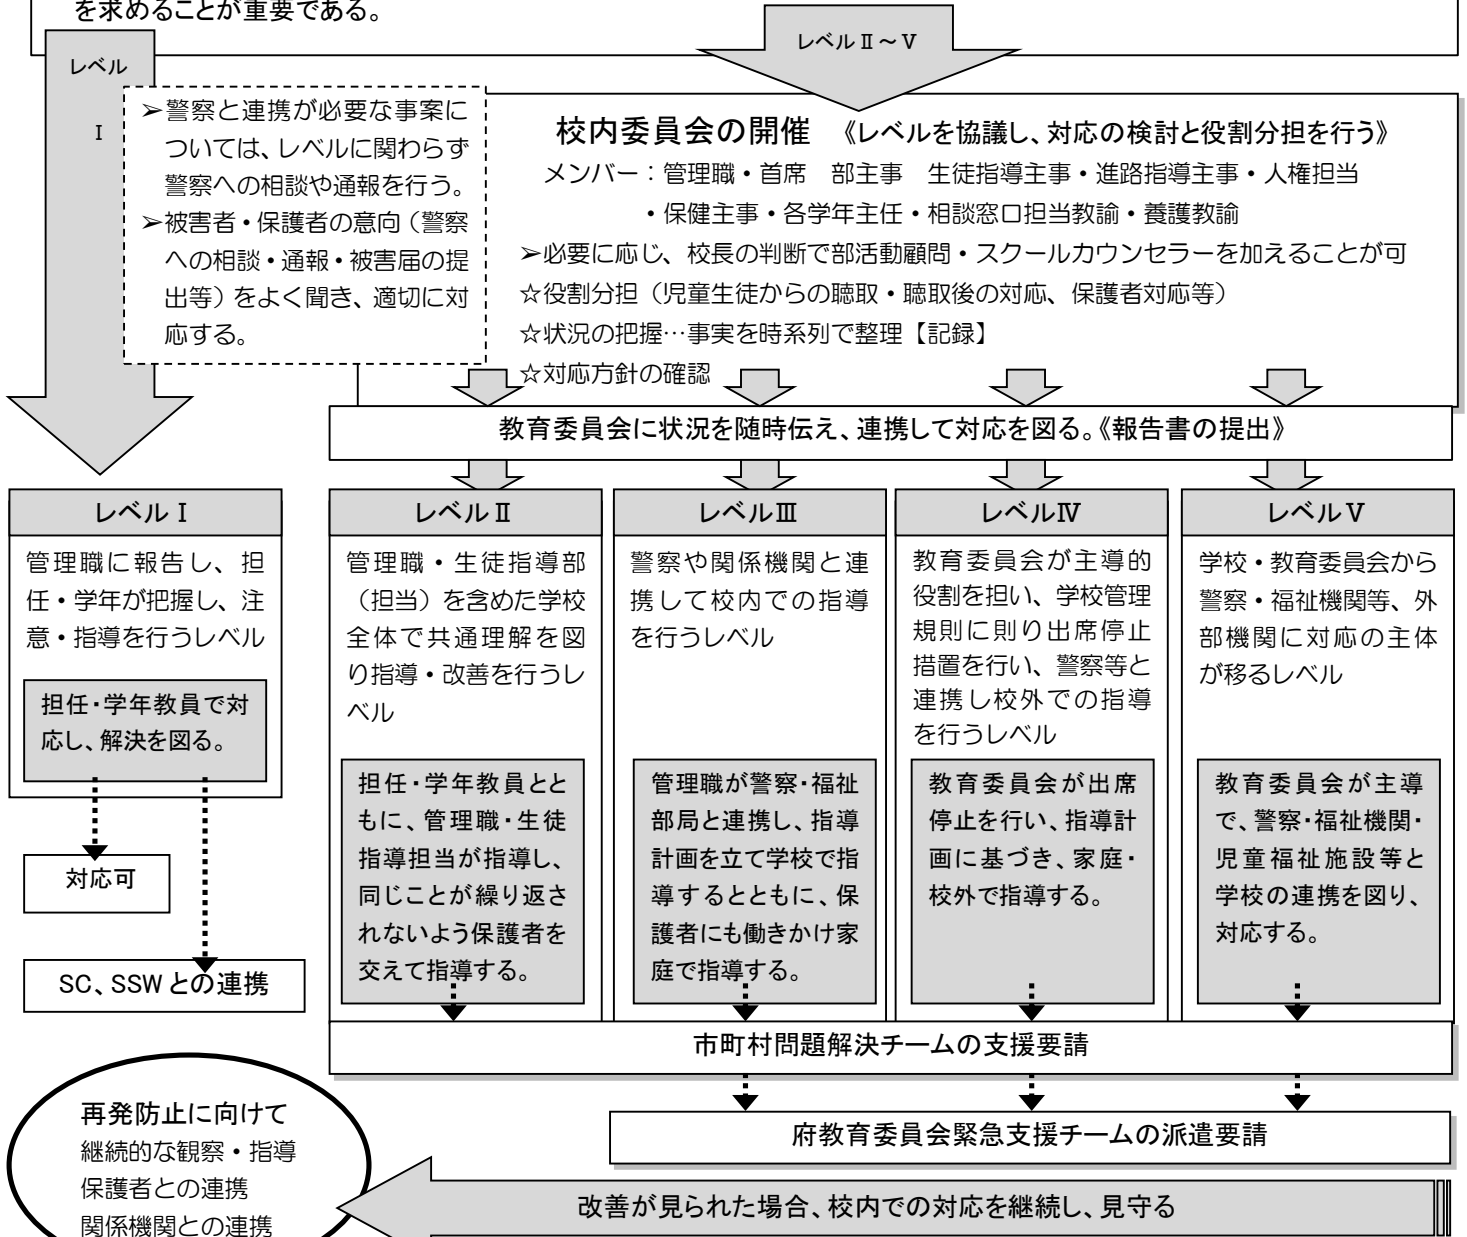 を求めることが重要である。
レベルⅡ～Ⅴ
レベル
Ⅰ
➢警察と連携が必要な事案に
ついては、レベルに関わらず
警察への相談や通報を行う。
➢被害者・保護者の意向（警察
への相談・通報・被害届の提
出等）をよく聞き、適切に対
応する。
校内委員会の開催　《レベルを協議し、対応の検討と役割分担を行う》
メンバー：管理職・首席　部主事　生徒指導主事・進路指導主事・人権担当
・保健主事・各学年主任・相談窓口担当教諭・養護教諭
➢必要に応じ、校長の判断で部活動顧問・スクールカウンセラーを加えることが可
☆役割分担（児童生徒からの聴取・聴取後の対応、保護者対応等）
☆状況の把握…事実を時系列で整理【記録】
☆対応方針の確認
教育委員会に状況を随時伝え、連携して対応を図る。《報告書の提出》
レベルⅠ
管理職に報告し、担
任・学年が把握し、注
意・指導を行うレベル
担任・学年教員で対
応し、解決を図る。
対応可
SC、SSWとの連携
レベルⅡ
管理職・生徒指導部
（担当）を含めた学校
全体で共通理解を図
り指導・改善を行うレ
ベル
担任・学年教員とと
もに、管理職・生徒
指導担当が指導し、
同じことが繰り返さ
れないよう保護者を
交えて指導する。
レベルⅢ
警察や関係機関と連
携して校内での指導
を行うレベル
管理職が警察・福祉
部局と連携し、指導
計画を立て学校で指
導するとともに、保
護者にも働きかけ家
庭で指導する。
レベルⅣ
教育委員会が主導的
役割を担い、学校管理
規則に則り出席停止
措置を行い、警察等と
連携し校外での指導
を行うレベル
教育委員会が出席
停止を行い、指導計
画に基づき、家庭・
校外で指導する。
レベルⅤ
学校・教育委員会から
警察・福祉機関等、外
部機関に対応の主体
が移るレベル
教育委員会が主導
で、警察・福祉機関・
児童福祉施設等と
学校の連携を図り、
対応する。
市町村問題解決チームの支援要請
府教育委員会緊急支援チームの派遣要請
改善が見られた場合、校内での対応を継続し、見守る
再発防止に向けて
継続的な観察・指導
保護者との連携
関係機関との連携